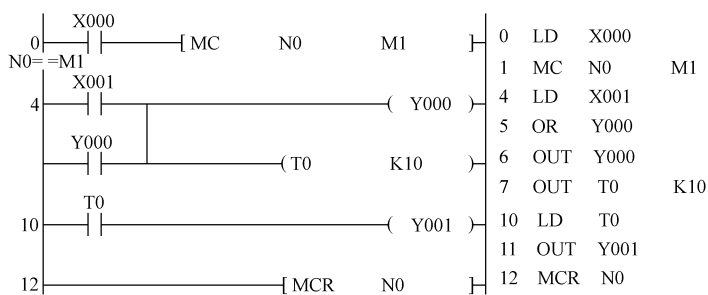 X000
0 [ MC N0 M1 ]
N0= =M1
X001
4 ( Y000 )
Y000
( T0 K10 )
T0
10 ( Y001 )
12 [ MCR N0 ]
0 LD X000
1 MC N0 M1
4 LD X001
5 OR Y000
6 OUT Y000
7 OUT T0 K10
10 LD T0
11 OUT Y001
12 MCR N0